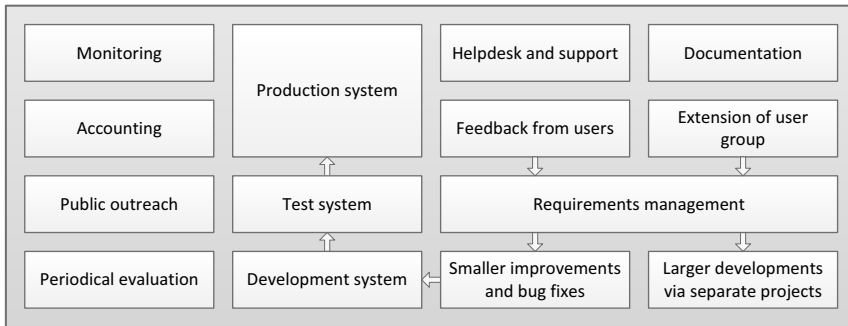 Monitoring
Production system
Helpdesk and support
Documentation
Accounting
Feedback from users
Extension of user
group
Public outreach
Test system
Requirements management
Periodical evaluation
Development system
Smaller improvements
and bug fixes
Larger developments
via separate projects